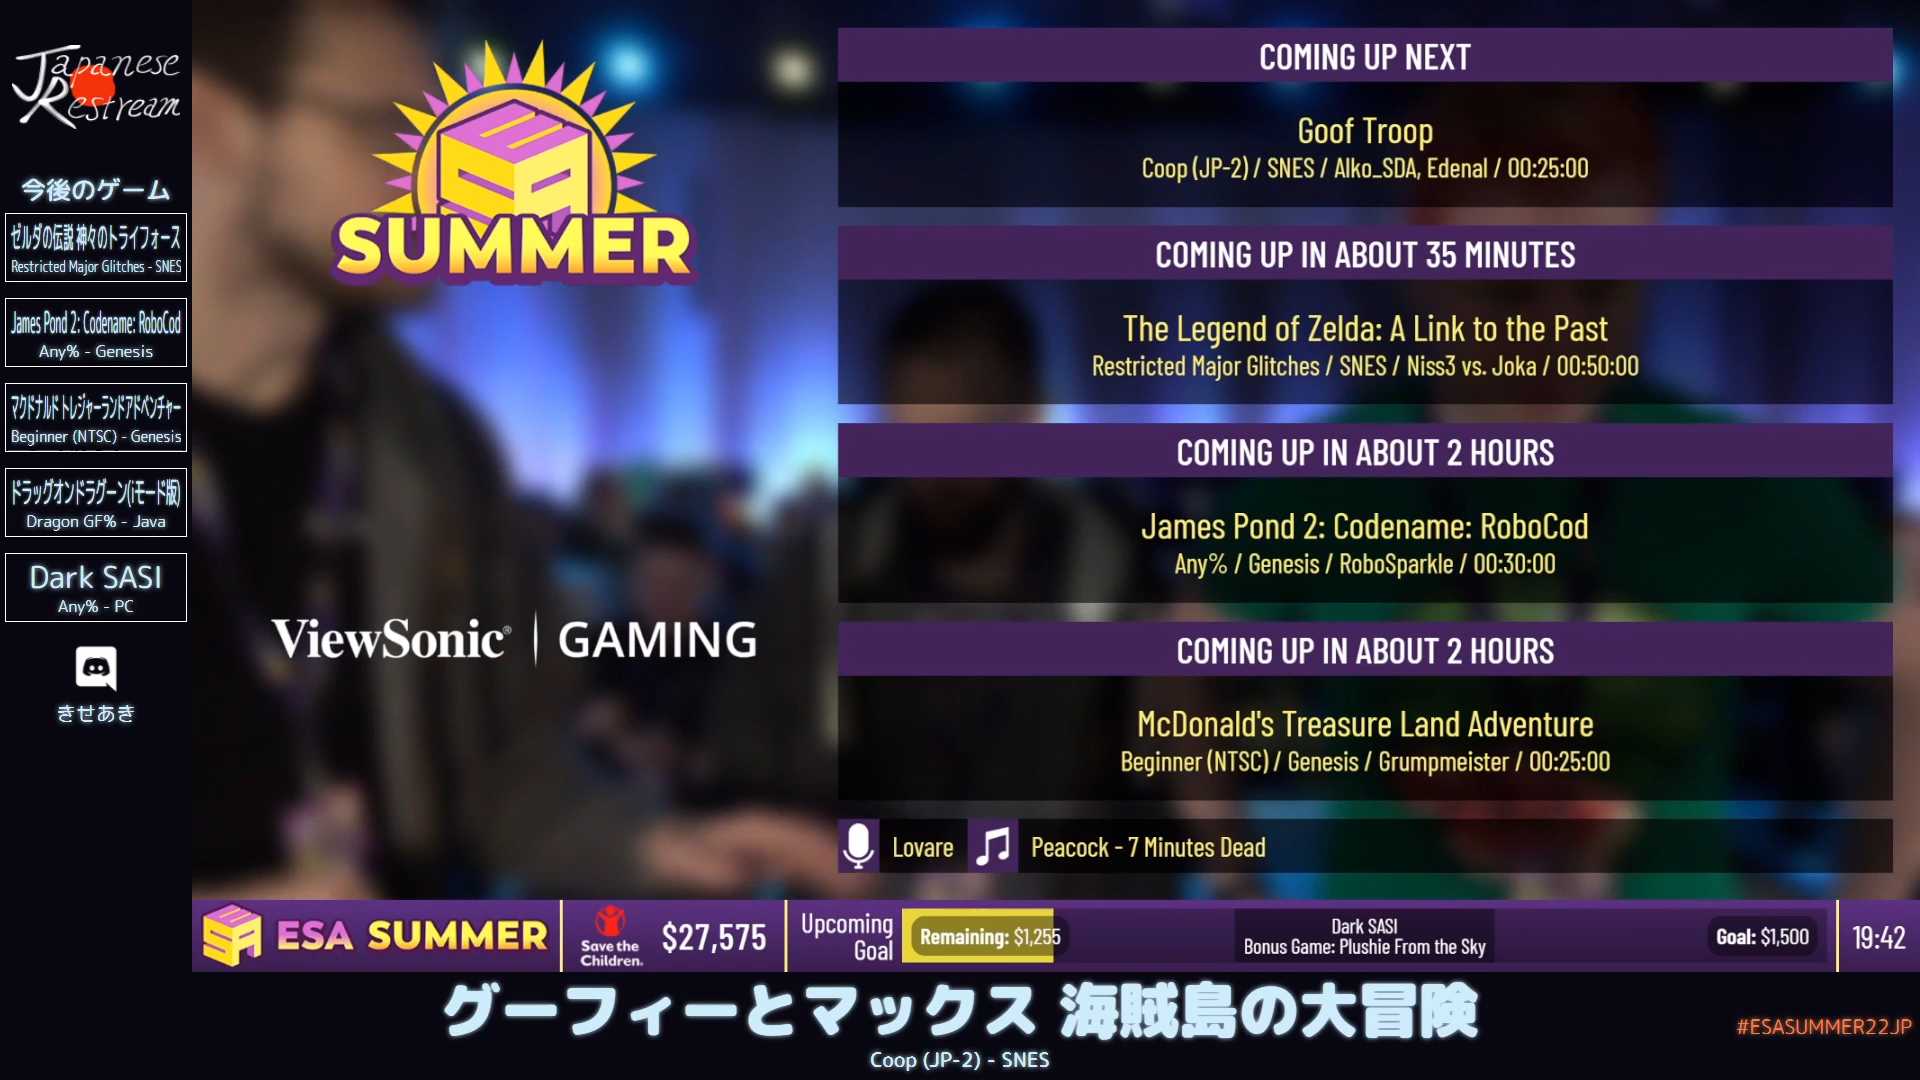 Japanese
Restream
今後のゲーム
ゼルダの伝説 神々のトライフォース
Restricted Major Glitches - SNES
James Pond 2: Codename: RoboCod
Any% - Genesis
マクドナルド トレジャーランドアドベンチャー
Beginner (NTSC) - Genesis
ドラッグオンドラグーン(iモード版)
Dragon GF% - Java
Dark SASI
Any% - PC
きせあき
ESA
SUMMER
ViewSonic® | GAMING
COMING UP NEXT
Goof Troop
Coop (JP-2) / SNES / Alko_SDA, Edenal / 00:25:00
COMING UP IN ABOUT 35 MINUTES
The Legend of Zelda: A Link to the Past
Restricted Major Glitches / SNES / Niss3 vs. Joka / 00:50:00
COMING UP IN ABOUT 2 HOURS
James Pond 2: Codename: RoboCod
Any% / Genesis / RoboSparkle / 00:30:00
COMING UP IN ABOUT 2 HOURS
McDonald's Treasure Land Adventure
Beginner (NTSC) / Genesis / Grumpmeister / 00:25:00
Lovare Peacock - 7 Minutes Dead
ESA SUMMER
Save the
Children.
$27,575
Upcoming
Goal
Remaining: $1,255
Dark SASI
Bonus Game: Plushie From the Sky
Goal: $1,500
19:42
グーフィーとマックス 海賊島の大冒険
Coop (JP-2) - SNES
#ESASUMMER22JP